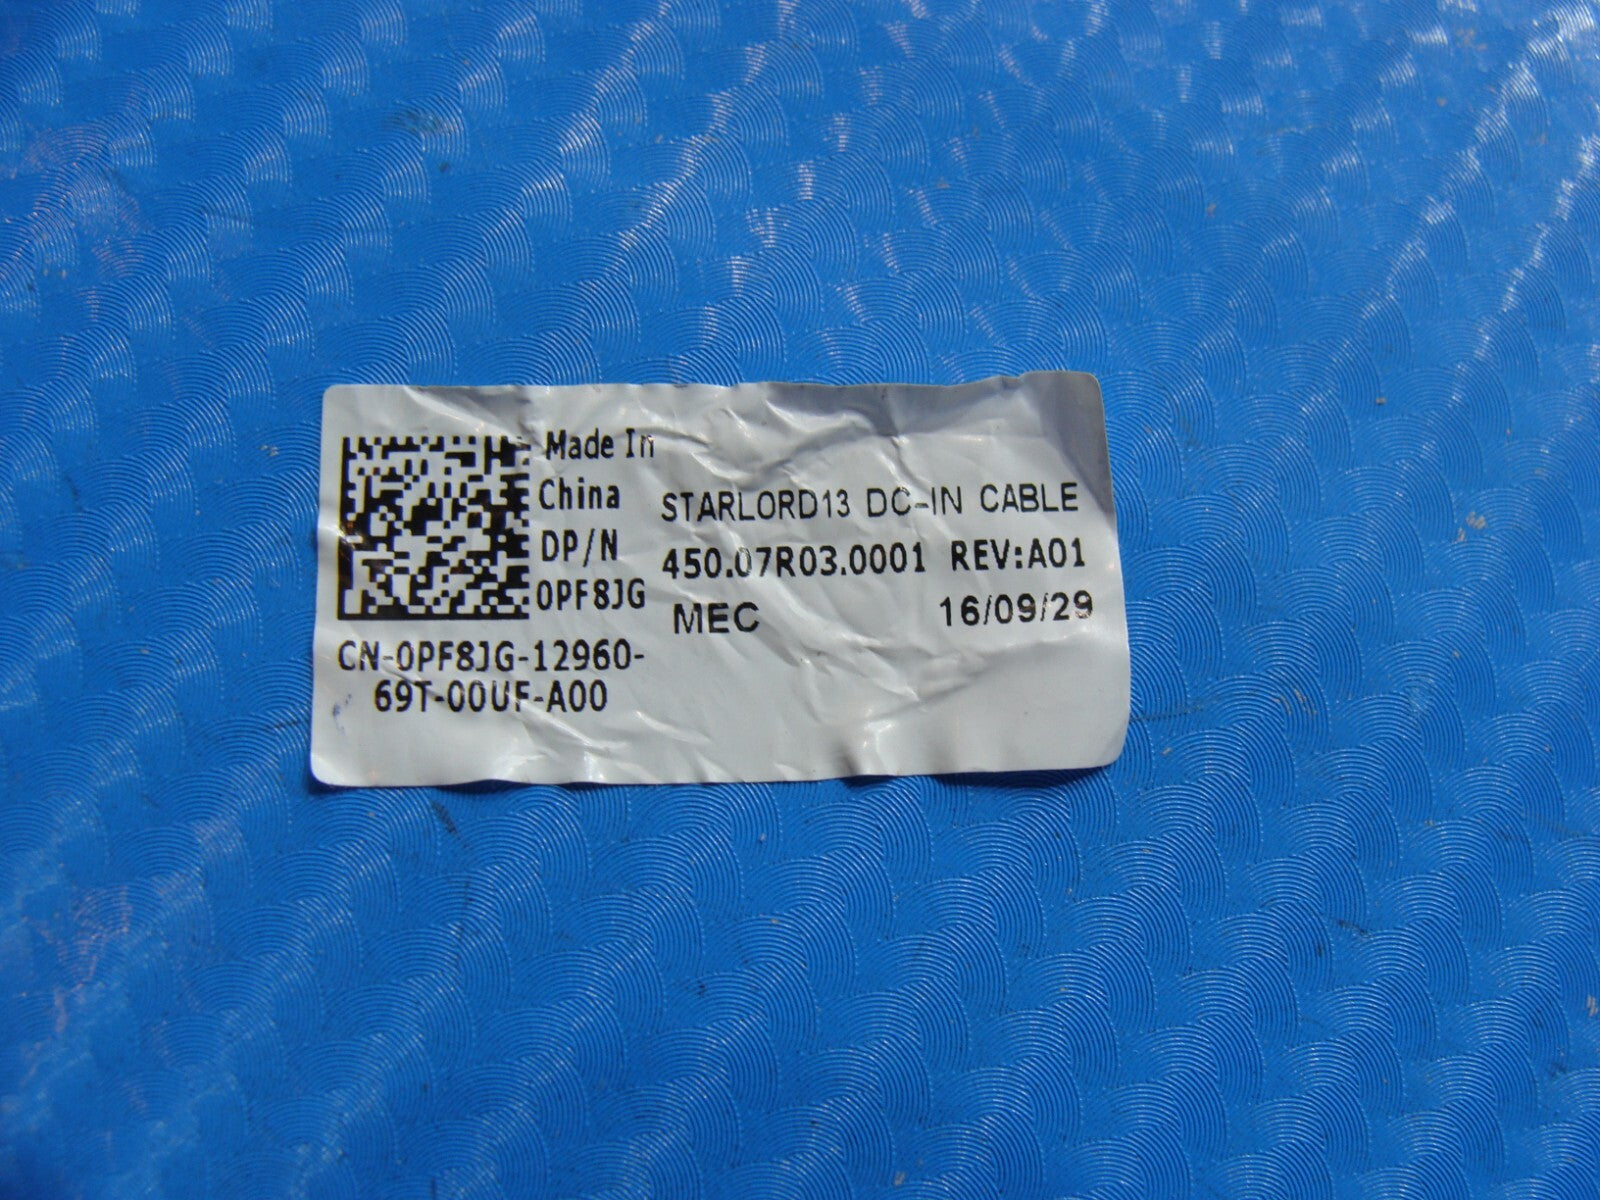 Made In
China
DP/N
0PF8JG
CN-0PF8JG-12960-
69T-00UF-A00
STARLORD13 DC-IN CABLE
450.07R03.0001 REV:A01
MEC 16/09/29